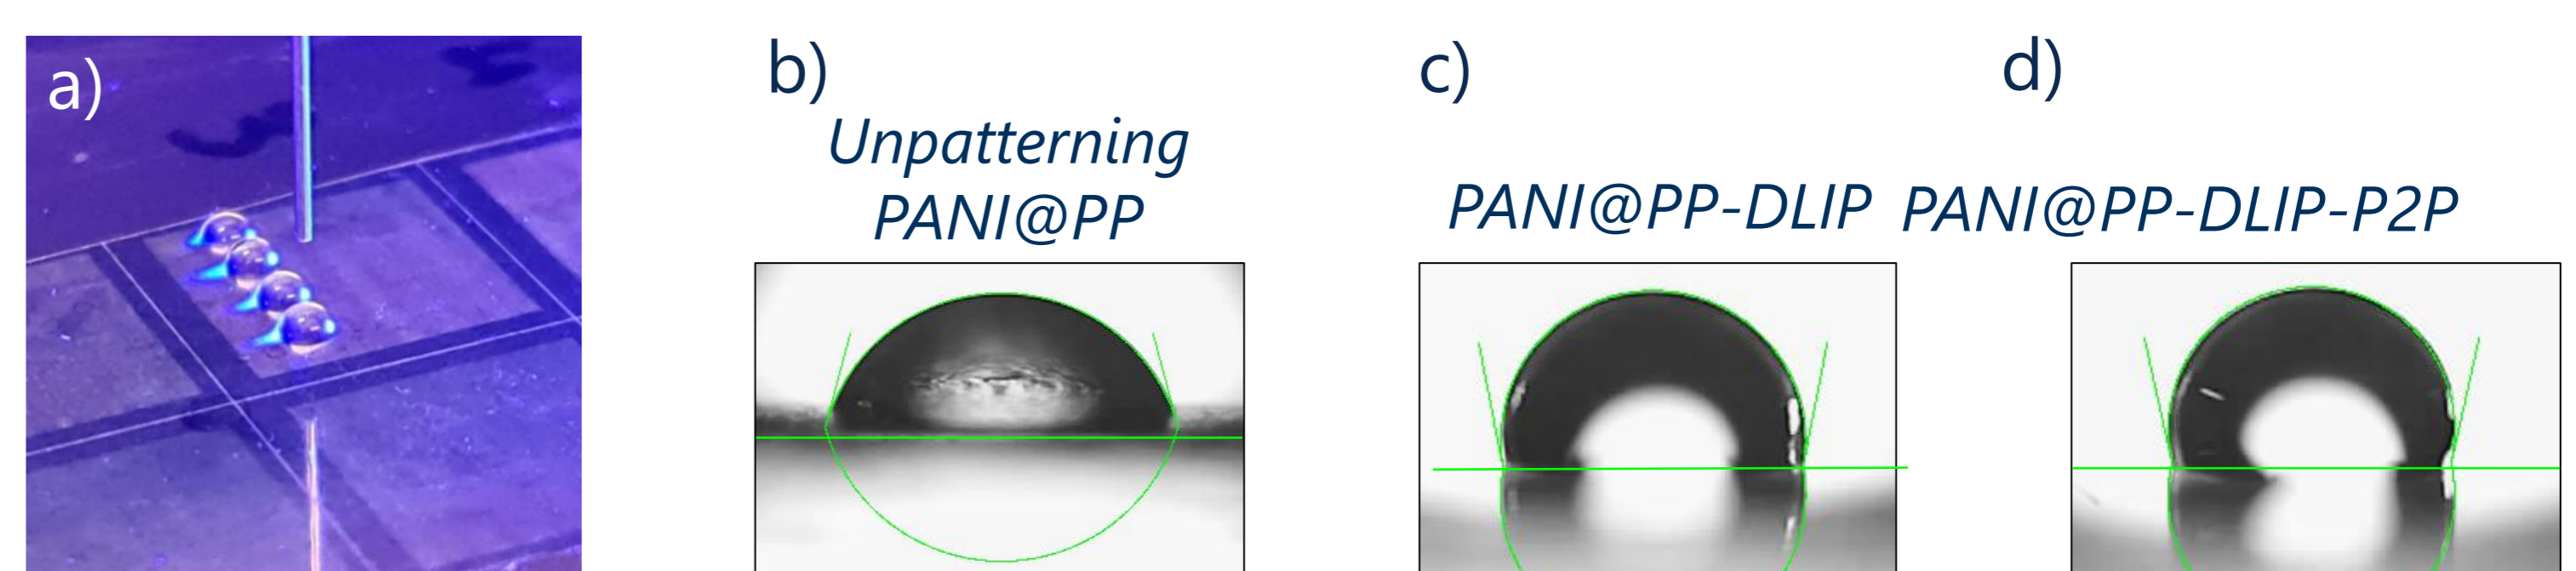 a)
b)
Unpatterning
PANI@PP
c)
PANI@PP-DLIP
d)
PANI@PP-DLIP-P2P